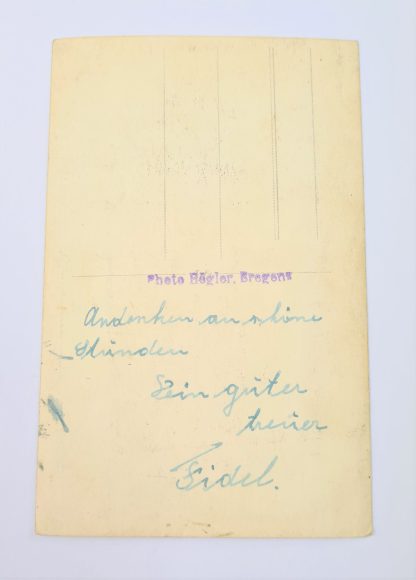 Photo Högler, Bregenz
Andenken an schöne
Stunden
Dein guter
treuer
Fidel.